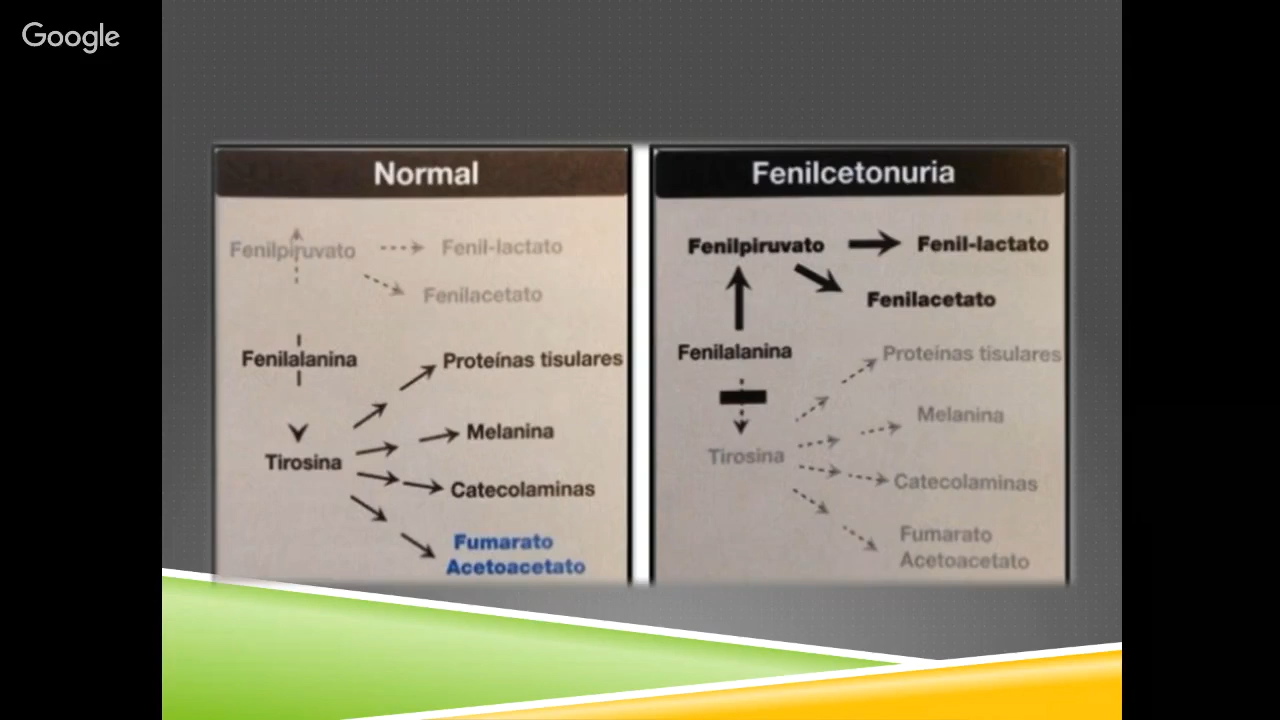 Google
Normal
Fenilpiruvato
Fenil-lactato
Fenilacetato
Fenilalanina
Proteínas tisulares
Melanina
Tirosina
Catecolaminas
Fumarato
Acetoacetato
Fenilcetonuria
Fenilpiruvato
Fenil-lactato
Fenilacetato
Fenilalanina
Proteínas tisulares
Melanina
Tirosina
Catecolaminas
Fumarato
Acetoacetato